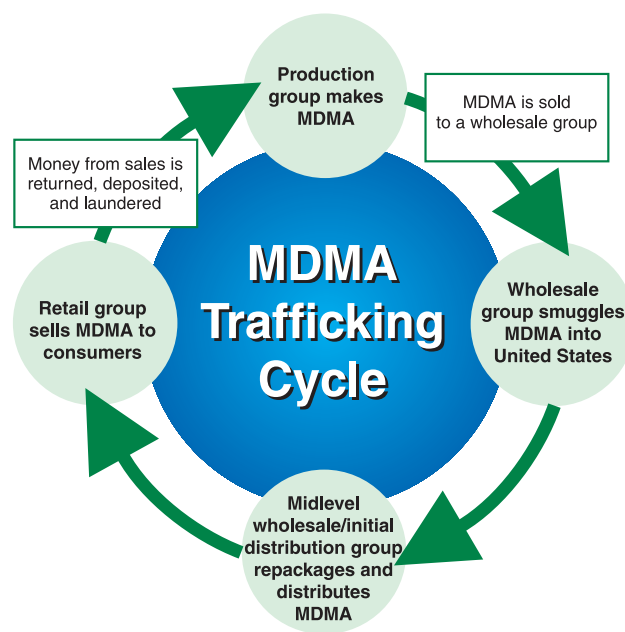 Production
group makes
MDMA
MDMA is sold
to a wholesale group
Money from sales is
returned, deposited,
and laundered
MDMA
Trafficking
Cycle
Wholesale
group smuggles
MDMA into
United States
Retail group
sells MDMA to
consumers
Midlevel
wholesale/initial
distribution group
repackages and
distributes
MDMA